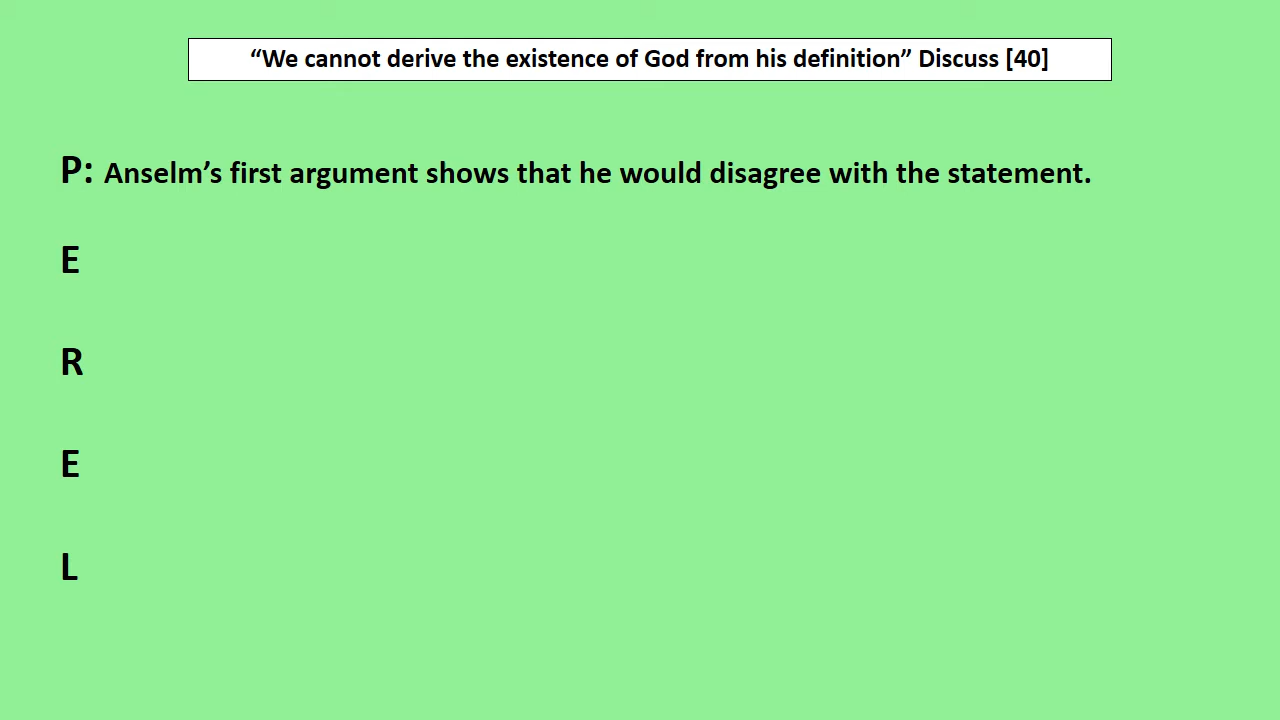 “We cannot derive the existence of God from his definition” Discuss [40]
P: Anselm’s first argument shows that he would disagree with the statement.
E
R
E
L